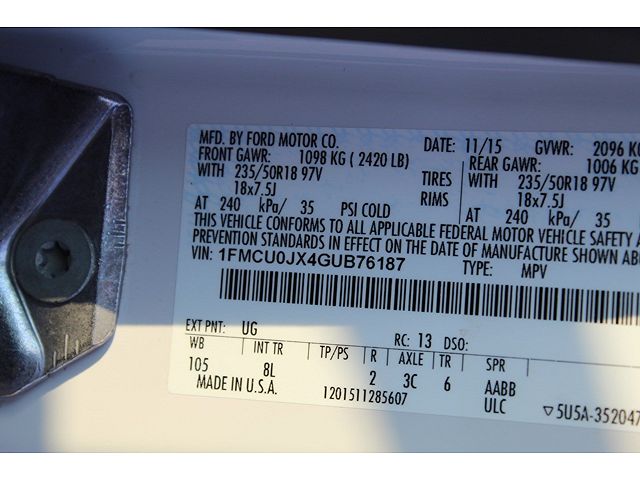 MFD. BY FORD MOTOR CO. DATE: 11/15 GVWR: 2096 KG
FRONT GAWR: 1098 KG ( 2420 LB) REAR GAWR: 1006 KG
WITH 235/50R18 97V TIRES WITH 235/50R18 97V
18x7.5J RIMS 18x7.5J
AT 240 kPa/ 35 PSI COLD AT 240 kPa/ 35
THIS VEHICLE CONFORMS TO ALL APPLICABLE FEDERAL MOTOR VEHICLE SAFETY A
PREVENTION STANDARDS IN EFFECT ON THE DATE OF MANUFACTURE SHOWN AB
VIN: 1FMCU0JX4GUB76187 TYPE: MPV
EXT PNT: UG RC: 13 DSO:
WB INT TR TP/PS R AXLE TR SPR
105 8L 2 3C 6 AABB
MADE IN U.S.A. 1201511285607 ULC ▽5U5A-352047